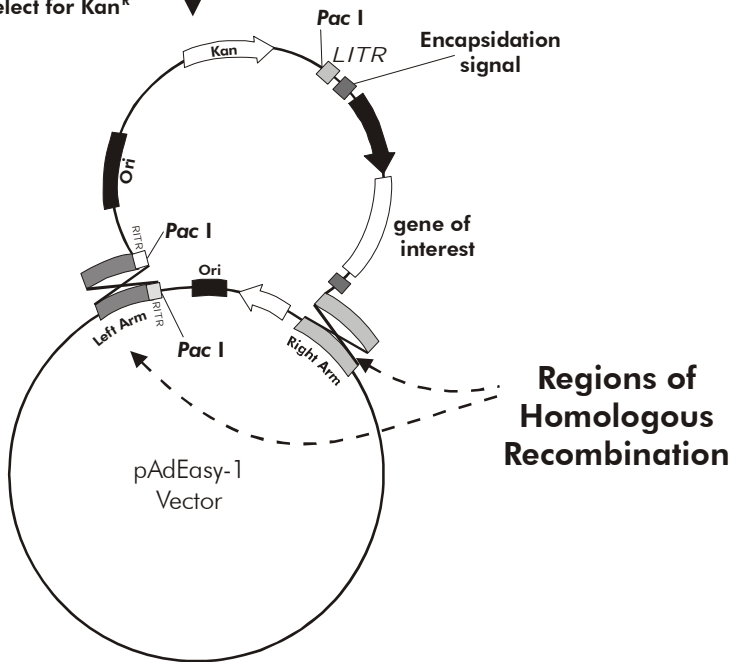 elect for Kanᴿ
Pac I
LITR
Encapsidation
signal
Kan
Ori
gene of
interest
RITR
Pac I
Ori
RITR
Left Arm
Pac I
Right Arm
Regions of
Homologous
Recombination
pAdEasy-1
Vector